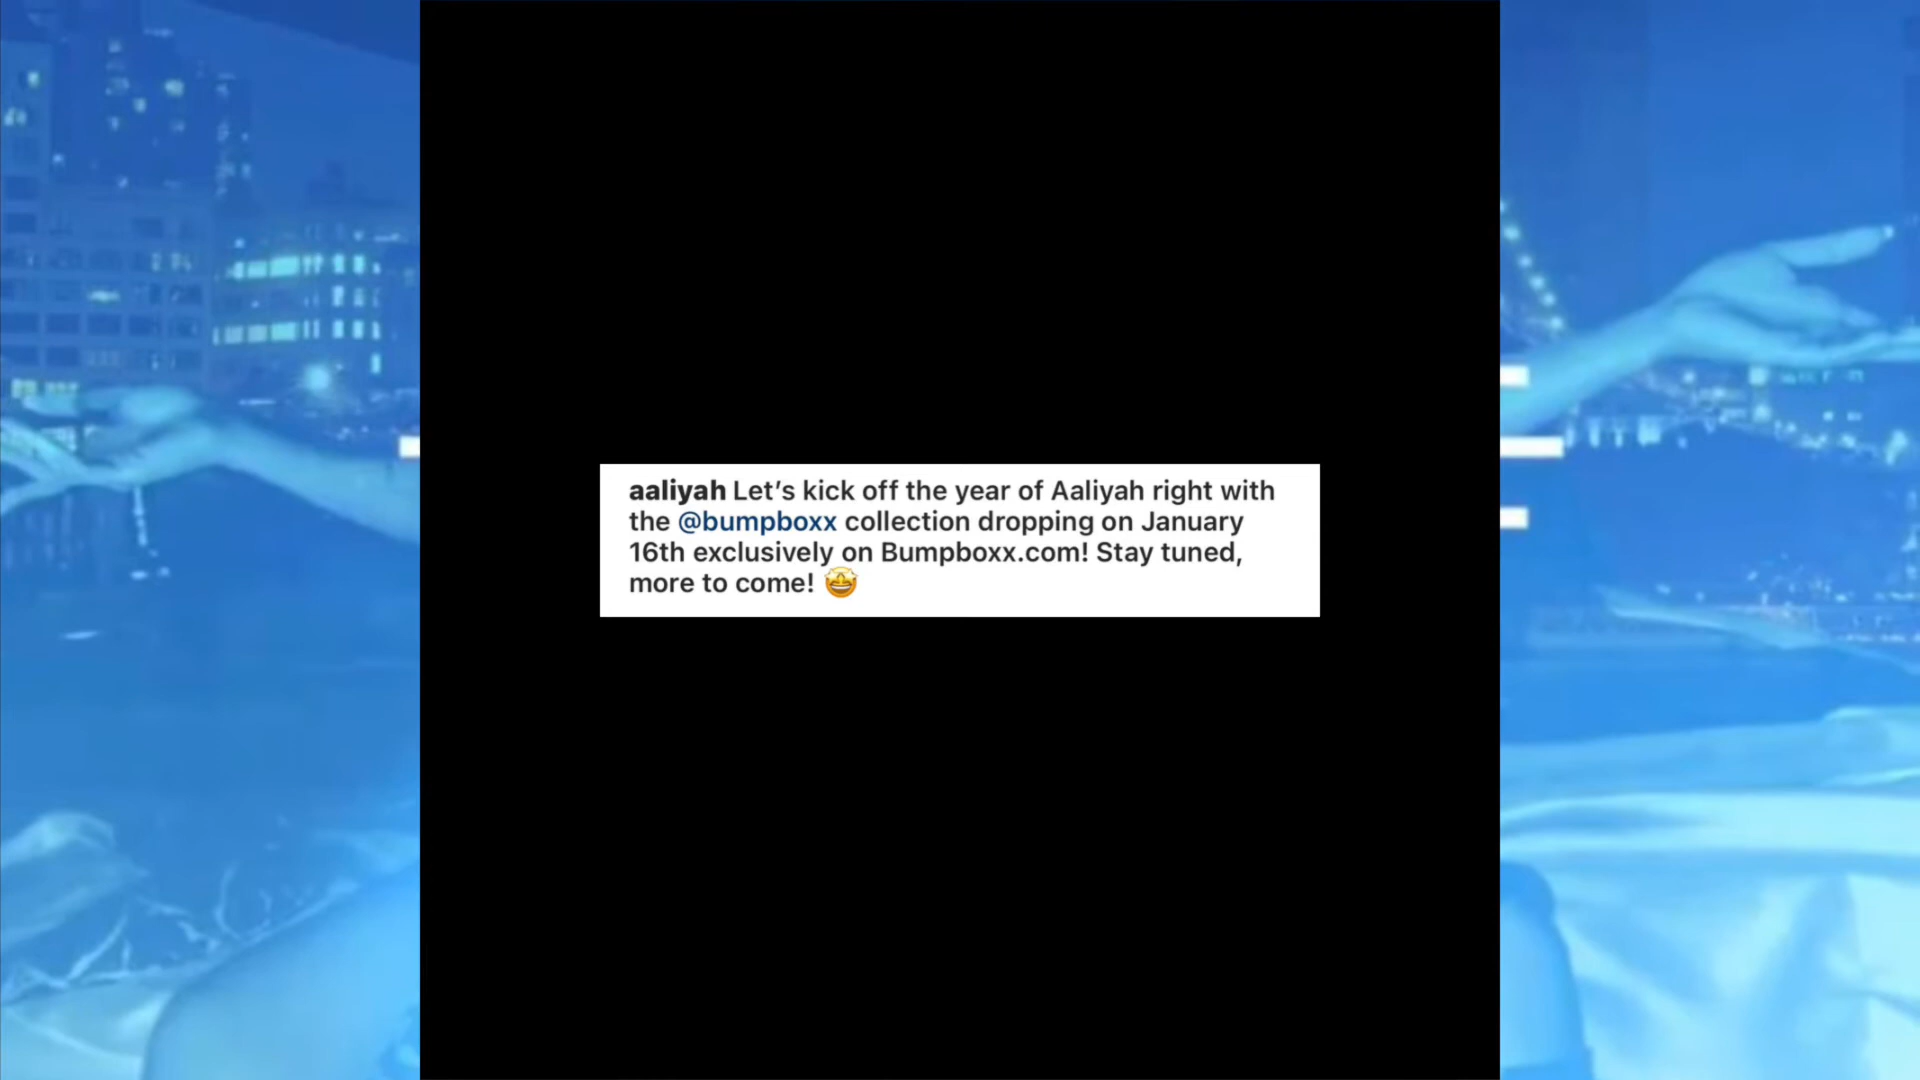 aaliyah Let’s kick off the year of Aaliyah right with
the @bumpboxx collection dropping on January
16th exclusively on Bumpboxx.com! Stay tuned,
more to come! 🤩